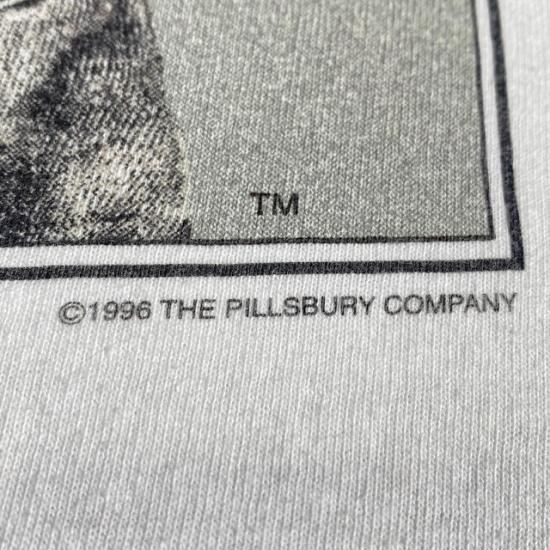 TM
©1996 THE PILLSBURY COMPANY